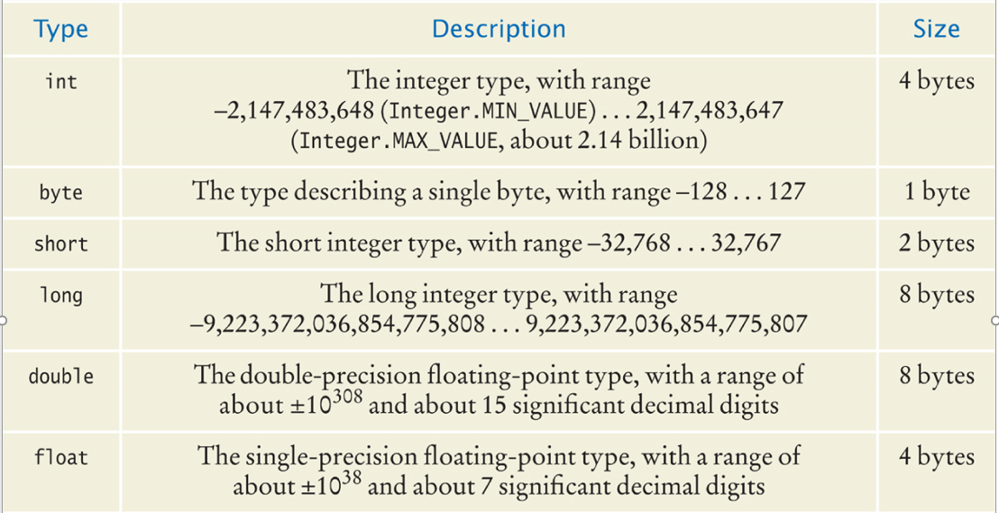 Type Description Size
int The integer type, with range 4 bytes
–2,147,483,648 (Integer.MIN_VALUE) . . . 2,147,483,647
(Integer.MAX_VALUE, about 2.14 billion)
byte The type describing a single byte, with range –128 . . . 127 1 byte
short The short integer type, with range –32,768 . . . 32,767 2 bytes
long The long integer type, with range 8 bytes
–9,223,372,036,854,775,808 . . . 9,223,372,036,854,775,807
double The double-precision floating-point type, with a range of 8 bytes
about ±10³⁰⁸ and about 15 significant decimal digits
float The single-precision floating-point type, with a range of 4 bytes
about ±10³⁸ and about 7 significant decimal digits